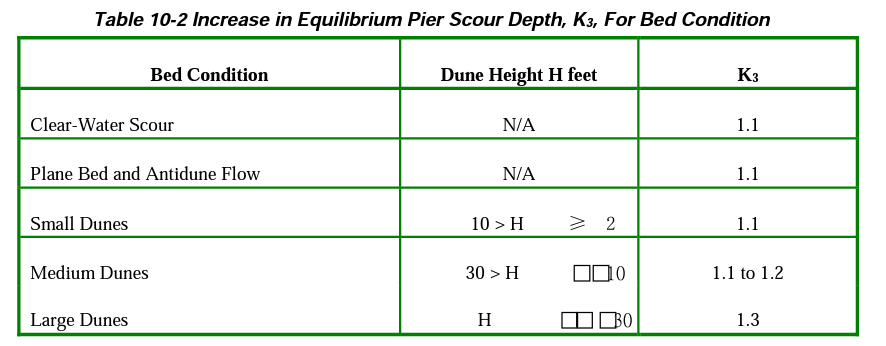 Table 10-2 Increase in Equilibrium Pier Scour Depth, K₃, For Bed Condition
Bed Condition Dune Height H feet K₃
Clear-Water Scour N/A 1.1
Plane Bed and Antidune Flow N/A 1.1
Small Dunes 10 > H ≥ 2 1.1
Medium Dunes 30 > H □□10 1.1 to 1.2
Large Dunes H □□ □30 1.3